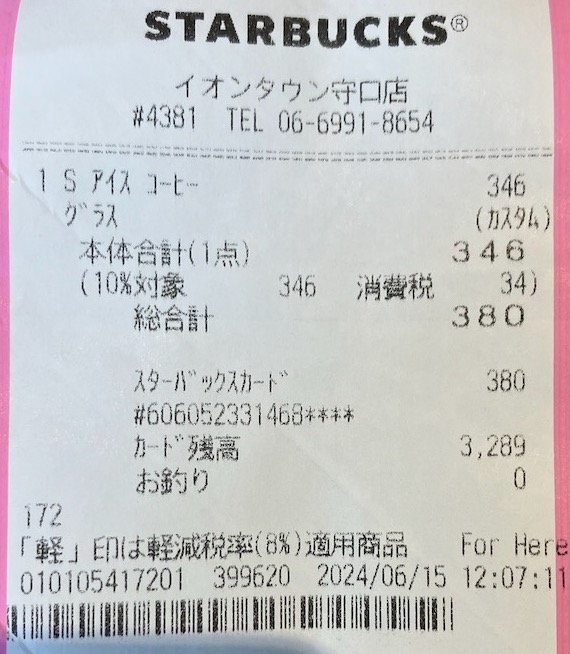 STARBUCKS®
イオンタウン守口店
#4381 TEL 06-6991-8654
1 S ｱｲｽ ｺｰﾋｰ 346
ｸﾞﾗｽ (ｶｽﾀﾑ)
本体合計(1点) 346
(10%対象 346 消費税 34)
総合計 380
ｽﾀｰﾊﾞｯｸｽｶｰﾄﾞ 380
#606052331468****
ｶｰﾄﾞ残高 3,289
お釣り 0
172
「軽」印は軽減税率(8%)適用商品 For Here
010105417201 399620 2024/06/15 12:07:11